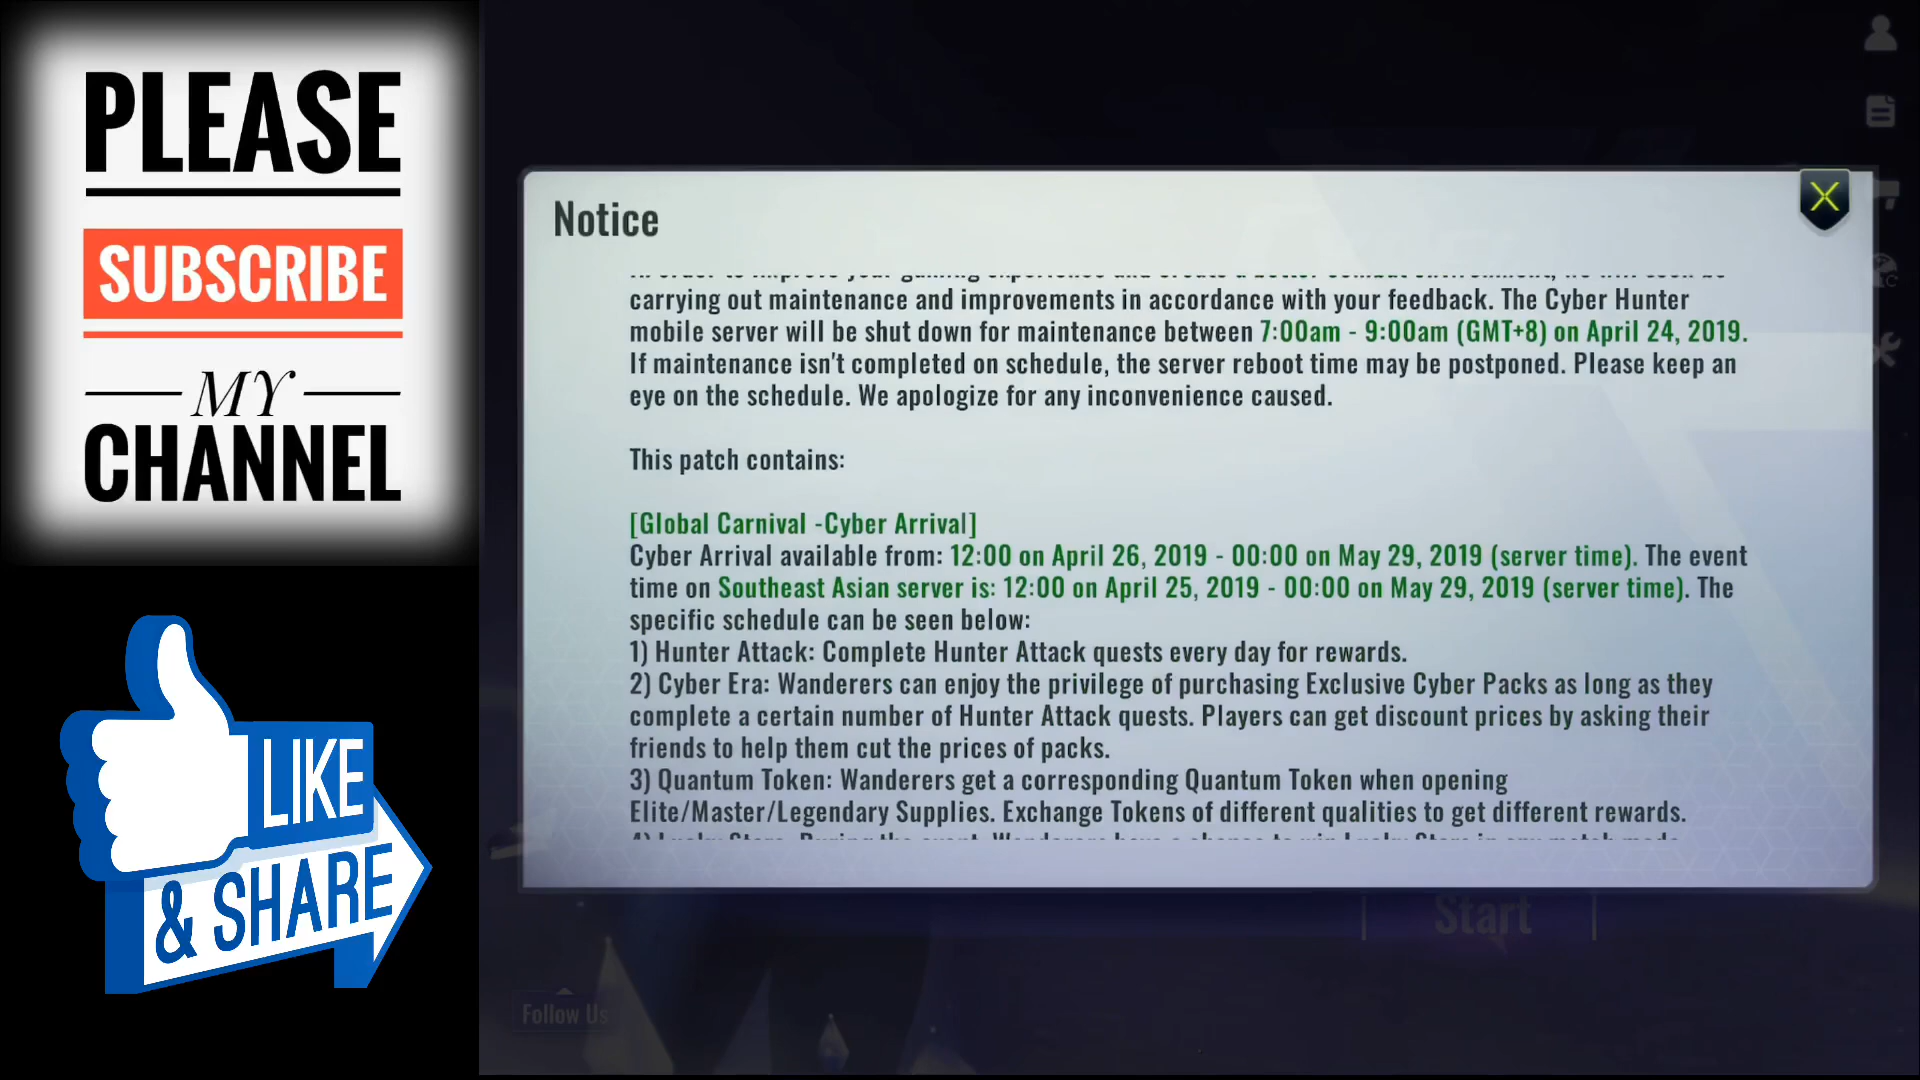 PLEASE
SUBSCRIBE
MY
CHANNEL
LIKE
& SHARE
Notice
carrying out maintenance and improvements in accordance with your feedback. The Cyber Hunter
mobile server will be shut down for maintenance between 7:00am - 9:00am (GMT+8) on April 24, 2019.
If maintenance isn't completed on schedule, the server reboot time may be postponed. Please keep an
eye on the schedule. We apologize for any inconvenience caused.
This patch contains:
[Global Carnival -Cyber Arrival]
Cyber Arrival available from: 12:00 on April 26, 2019 - 00:00 on May 29, 2019 (server time). The event
time on Southeast Asian server is: 12:00 on April 25, 2019 - 00:00 on May 29, 2019 (server time). The
specific schedule can be seen below:
1) Hunter Attack: Complete Hunter Attack quests every day for rewards.
2) Cyber Era: Wanderers can enjoy the privilege of purchasing Exclusive Cyber Packs as long as they
complete a certain number of Hunter Attack quests. Players can get discount prices by asking their
friends to help them cut the prices of packs.
3) Quantum Token: Wanderers get a corresponding Quantum Token when opening
Elite/Master/Legendary Supplies. Exchange Tokens of different qualities to get different rewards.
Start
Follow Us